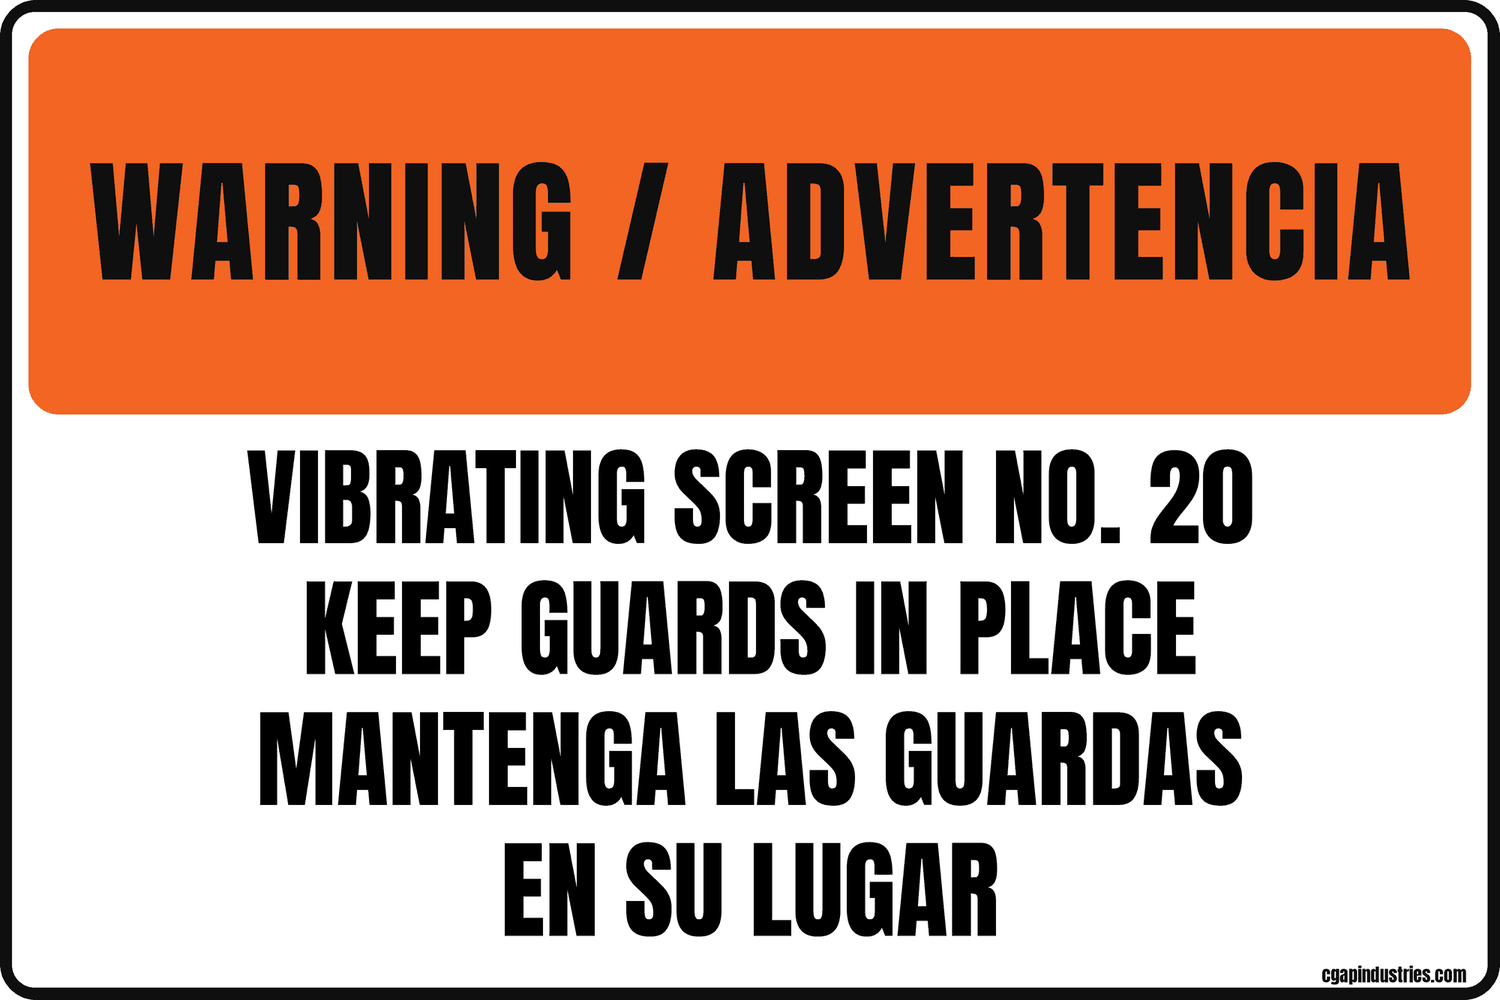 WARNING / ADVERTENCIA
VIBRATING SCREEN NO. 20
KEEP GUARDS IN PLACE
MANTENGA LAS GUARDAS
EN SU LUGAR
cgapindustries.com